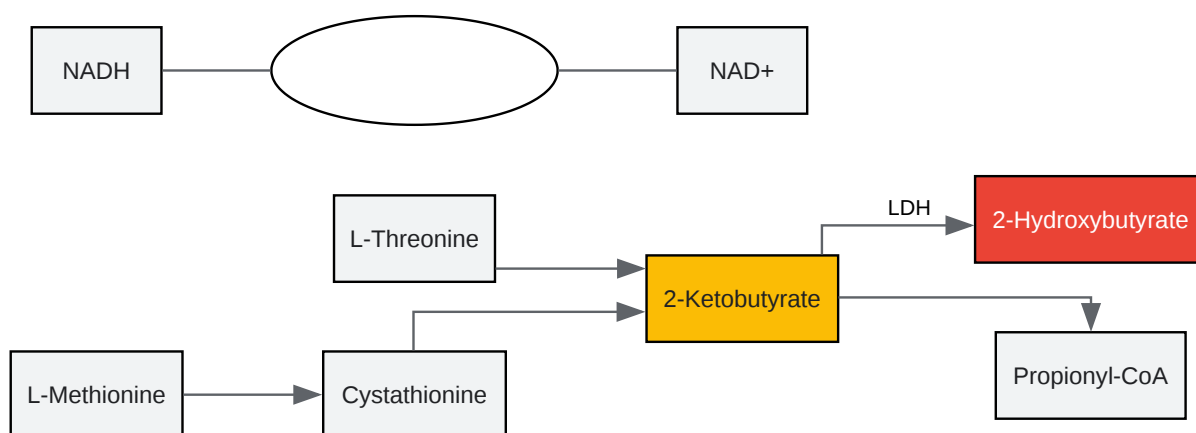 NADH
NAD+
L-Threonine
LDH
2-Hydroxybutyrate
2-Ketobutyrate
L-Methionine
Cystathionine
Propionyl-CoA